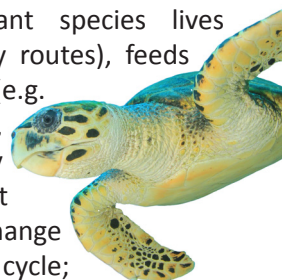 ant species lives
routes), feeds
(e.g.
hange
cycle;